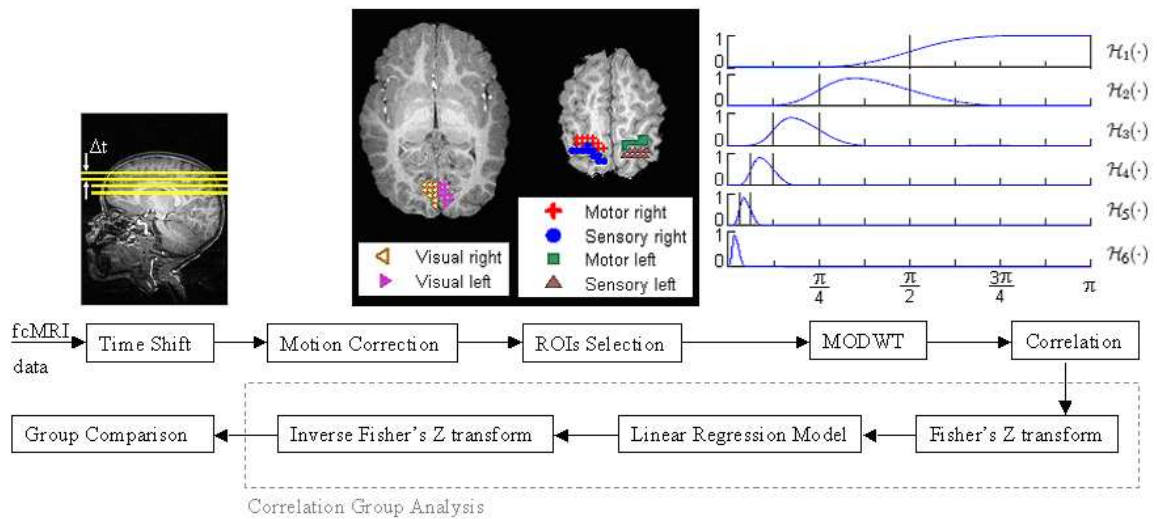 Δt
Visual right
Visual left
Motor right
Sensory right
Motor left
Sensory left
1
0
H₁(·)
1
0
H₂(·)
1
0
H₃(·)
1
0
H₄(·)
1
0
H₅(·)
1
0
H₆(·)
π/4
π/2
3π/4
π
fcMRI
data
Time Shift
Motion Correction
ROIs Selection
MODWT
Correlation
Group Comparison
Inverse Fisher's Z transform
Linear Regression Model
Fisher's Z transform
Correlation Group Analysis